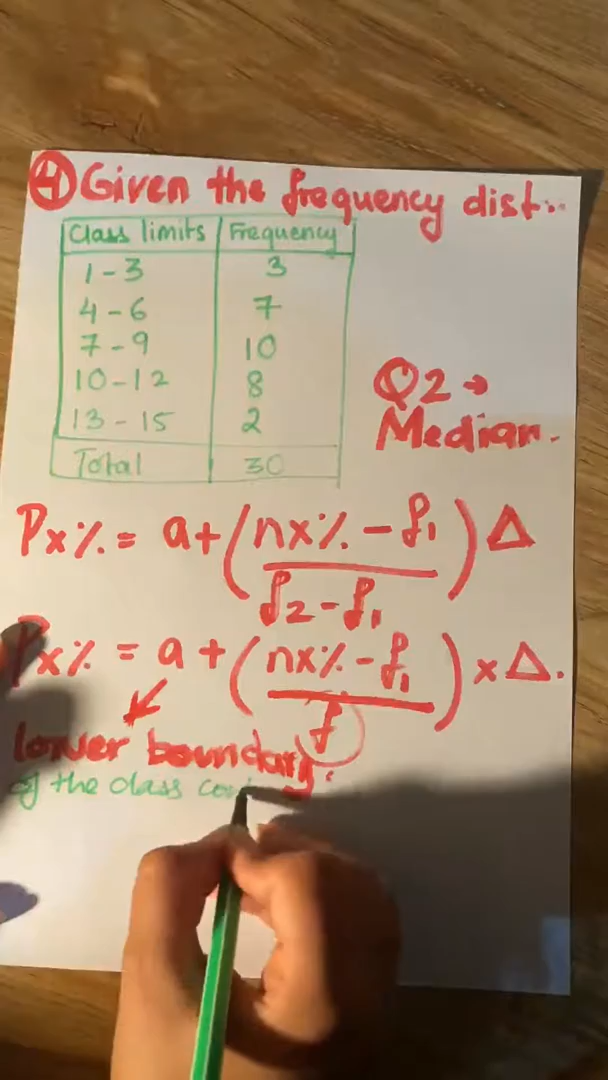 4 Given the frequency dist..
Class limits Frequency
1-3 3
4-6 7
7-9 10
10-12 8
13-15 2
Total 30
Q2 →
Median.
Px% = a+(nx% - f1 / f2 - f1) Δ
Px% = a + (nx% - f1 / f) x Δ.
lower boundary.
of the class con